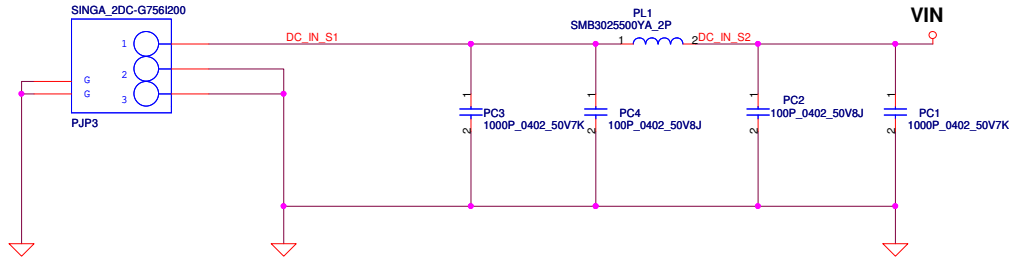 SINGA_2DC-G756I200
PL1
SMB3025500YA_2P
VIN
1
DC_IN_S1
1
2
DC_IN_S2
2
G
G
3
PJP3
1
1
1
1
PC3
1000P_0402_50V7K
PC4
100P_0402_50V8J
PC2
100P_0402_50V8J
PC1
1000P_0402_50V7K
2
2
2
2